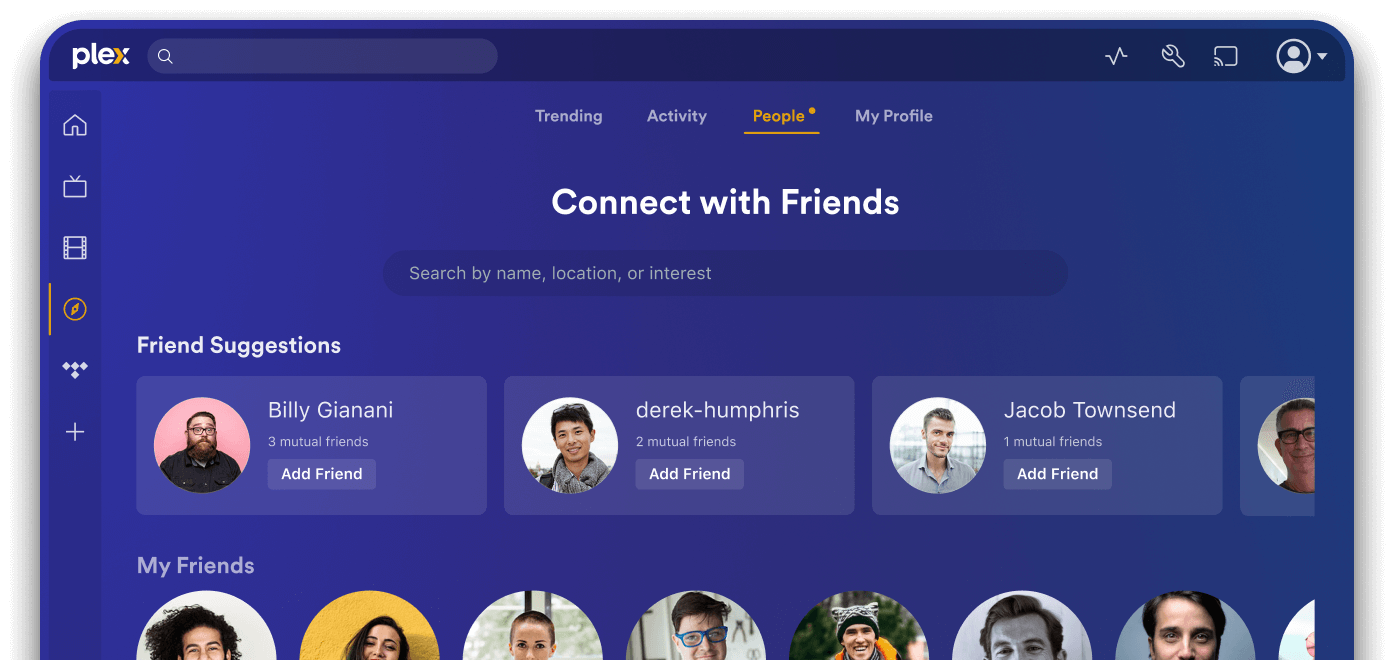 plex
Trending
Activity
People
My Profile
Connect with Friends
Search by name, location, or interest
Friend Suggestions
Billy Gianani
3 mutual friends
Add Friend
derek-humphris
2 mutual friends
Add Friend
Jacob Townsend
1 mutual friends
Add Friend
My Friends